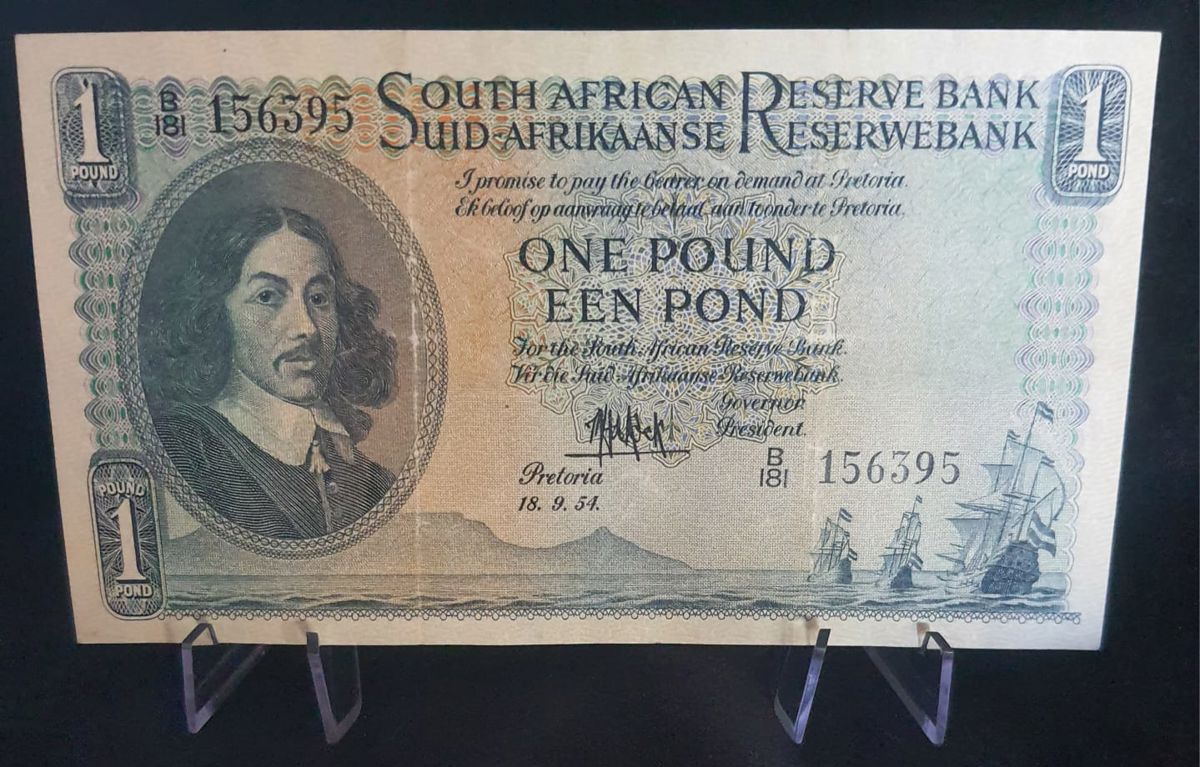 1
POUND
B
181 156395
SOUTH AFRICAN RESERVE BANK
SUID-AFRIKAANSE RESERWEBANK
1
POND
I promise to pay the bearer on demand at Pretoria.
Ek beloof op aanvraag te betaal aan toonder te Pretoria.
ONE POUND
EEN POND
For the South African Reserve Bank.
Vir die Suid-Afrikaanse Reserwebank.
Governor
President.
Pretoria
18. 9. 54.
B
181 156395
POUND
1
POND